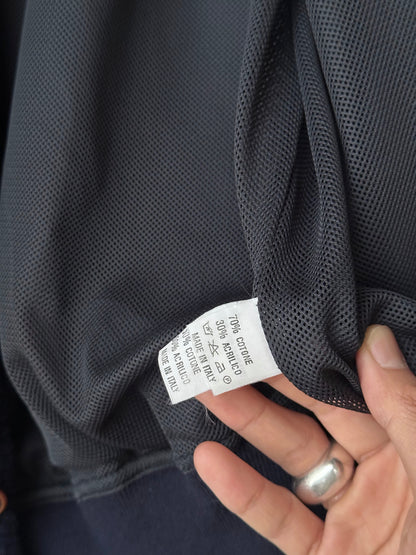 70% COTONE
30% ACRILICO
MADE IN ITALY
P
70% COTONE
30% ACRILICO
MADE IN ITALY